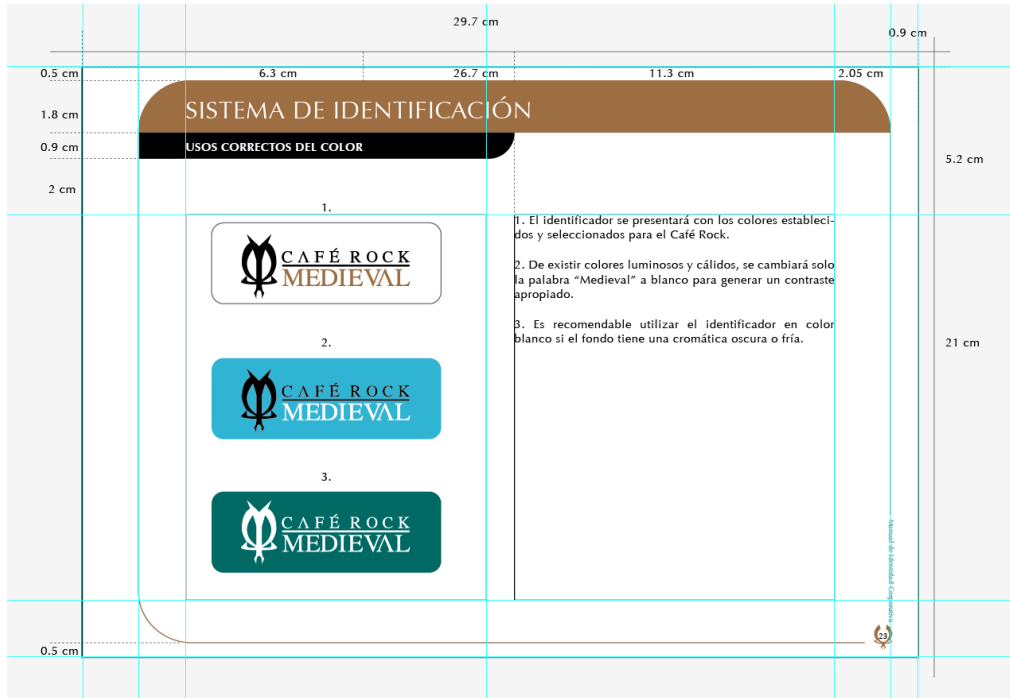 29.7 cm
0.9 cm
0.5 cm
6.3 cm
26.7 cm
11.3 cm
2.05 cm
1.8 cm
SISTEMA DE IDENTIFICACIÓN
0.9 cm
USOS CORRECTOS DEL COLOR
5.2 cm
2 cm
1.
CAFÉ ROCK
MEDIEVAL
2.
CAFÉ ROCK
MEDIEVAL
3.
CAFÉ ROCK
MEDIEVAL
1. El identificador se presentará con los colores estableci-
dos y seleccionados para el Café Rock.
2. De existir colores luminosos y cálidos, se cambiará solo
la palabra “Medieval” a blanco para generar un contraste
apropiado.
3. Es recomendable utilizar el identificador en color
blanco si el fondo tiene una cromática oscura o fría.
21 cm
Manual de Identidad Corporativa
23
0.5 cm